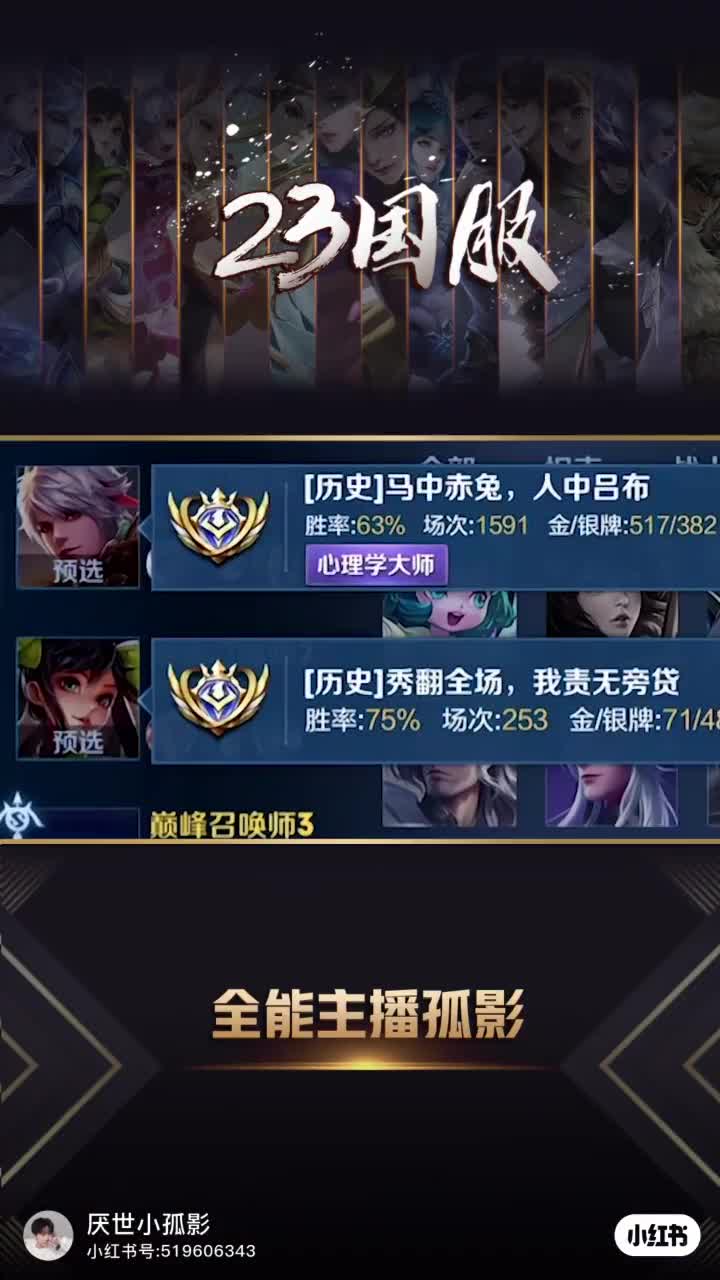 23国服
[历史]马中赤兔，人中吕布
胜率:63% 场次:1591 金/银牌:517/382
预选
心理学大师
[历史]秀翻全场，我责无旁贷
胜率:75% 场次:253 金/银牌:71/48
预选
巅峰召唤师3
全能主播孤影
厌世小孤影
小红书号:519606343
小红书